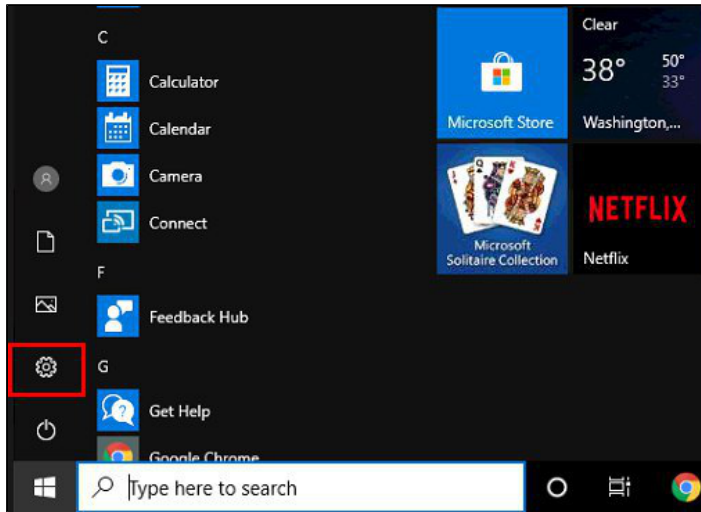 C
Calculator
Calendar
Camera
Connect
F
Feedback Hub
G
Get Help
Google Chrome
Microsoft Store
Clear
38° 50°
33°
Washington,...
Microsoft
Solitaire Collection
NETFLIX
Netflix
Type here to search